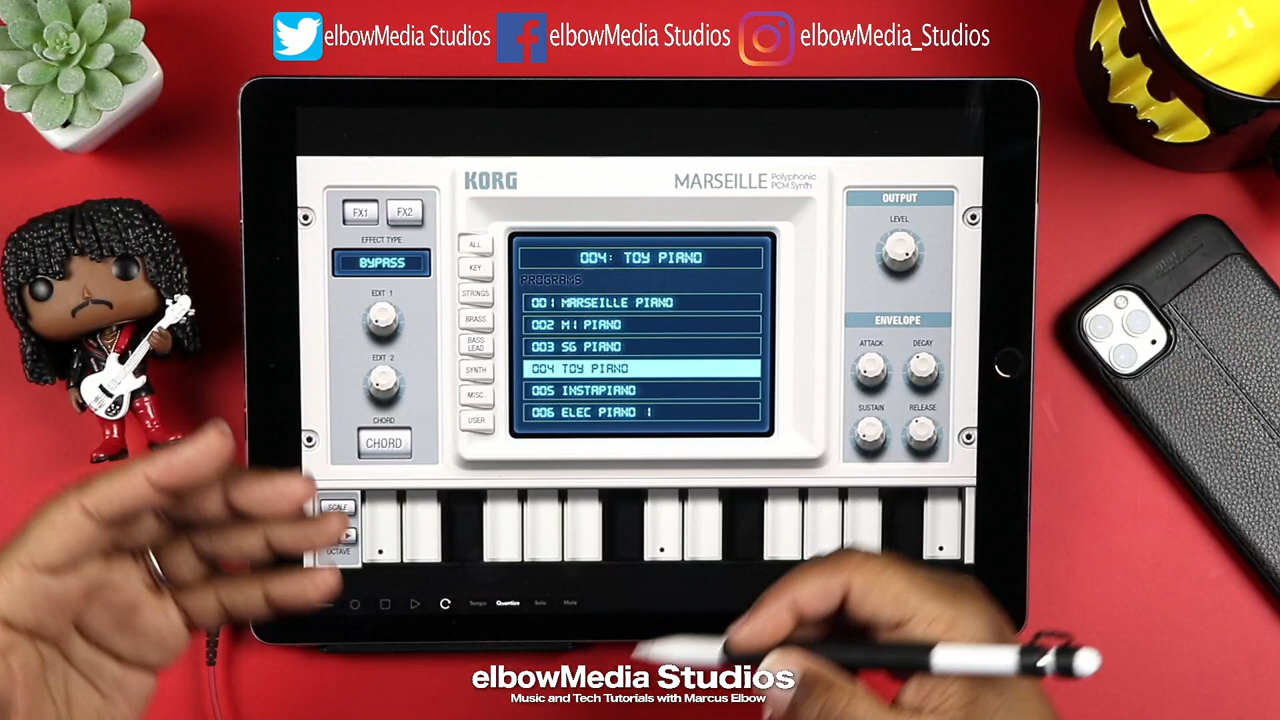 elbowMedia Studios
elbowMedia Studios
elbowMedia_Studios
KORG
MARSEILLE Polyphonic
PCM Synth
FX1
FX2
EFFECT TYPE
BYPASS
EDIT 1
EDIT 2
CHORD
CHORD
ALL
KEY
STRINGS
BRASS
BASS
LEAD
SYNTH
MISC.
USER
004: TOY PIANO
PROGRAMS
001 MARSEILLE PIANO
002 M1 PIANO
003 SG PIANO
004 TOY PIANO
005 INSTAPIANO
006 ELEC PIANO 1
OUTPUT
LEVEL
ENVELOPE
ATTACK
DECAY
SUSTAIN
RELEASE
SCALE
OCTAVE
Tempo
Quantize
Solo
Mute
elbowMedia Studios
Music and Tech Tutorials with Marcus Elbow